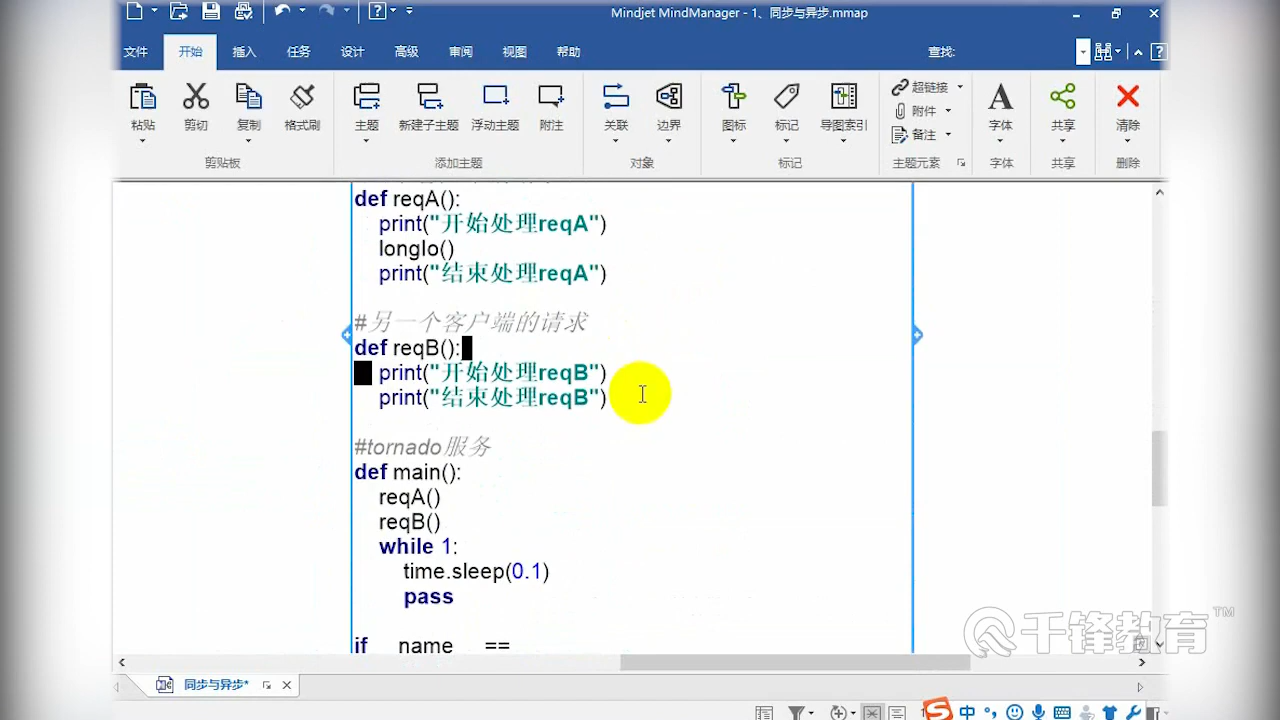 Mindjet MindManager - 1、同步与异步.mmap
文件 开始 插入 任务 设计 高级 审阅 视图 帮助 查找:
粘贴 剪切 复制 格式刷 主题 新建子主题 浮动主题 附注 关联 边界 图标 标记 导图索引 超链接 附件 备注 字体 共享 清除
剪贴板 添加主题 对象 标记 主题元素 字体 共享 删除
def reqA():
print("开始处理reqA")
longIo()
print("结束处理reqA")
#另一个客户端的请求
def reqB():
print("开始处理reqB")
print("结束处理reqB")
#tornado服务
def main():
reqA()
reqB()
while 1:
time.sleep(0.1)
pass
if __name__ ==
千锋教育™
同步与异步*
中